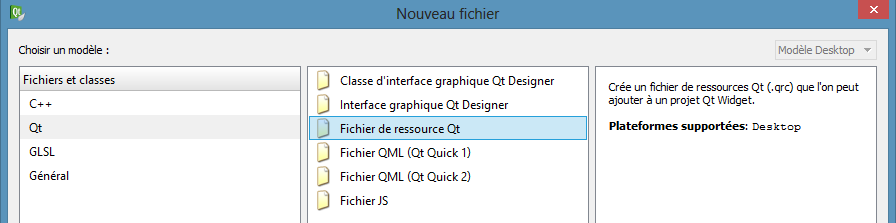 Nouveau fichier
Choisir un modèle :
Modèle Desktop
Fichiers et classes
C++
Qt
GLSL
Général
Classe d'interface graphique Qt Designer
Interface graphique Qt Designer
Fichier de ressource Qt
Fichier QML (Qt Quick 1)
Fichier QML (Qt Quick 2)
Fichier JS
Crée un fichier de ressources Qt (.qrc) que l'on peut
ajouter à un projet Qt Widget.
Plateformes supportées: Desktop